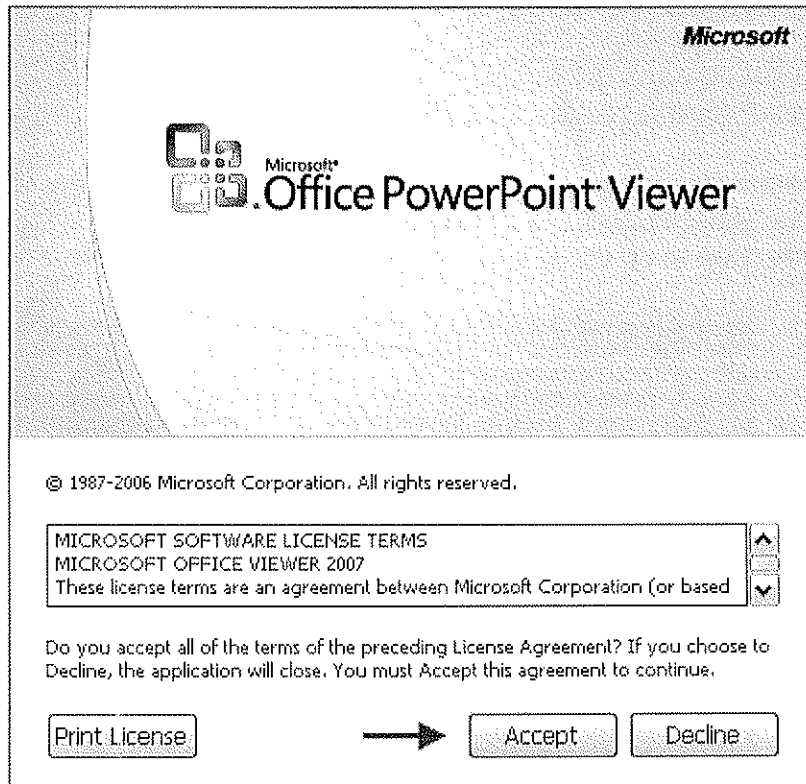 Microsoft
Microsoft®
Office PowerPoint Viewer
© 1987-2006 Microsoft Corporation. All rights reserved.
MICROSOFT SOFTWARE LICENSE TERMS
MICROSOFT OFFICE VIEWER 2007
These license terms are an agreement between Microsoft Corporation (or based
Do you accept all of the terms of the preceding License Agreement? If you choose to
Decline, the application will close. You must Accept this agreement to continue.
Print License
Accept
Decline